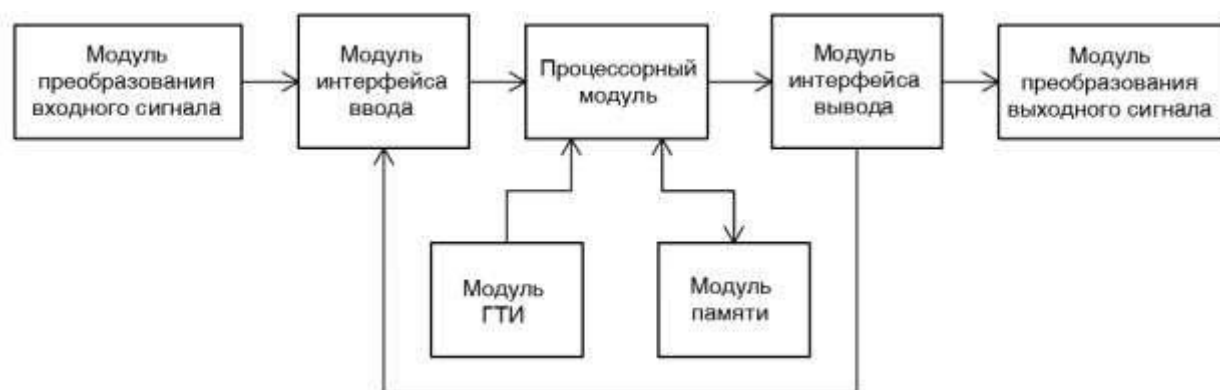 Модуль
преобразования
входного сигнала
Модуль
интерфейса
ввода
Процессорный
модуль
Модуль
интерфейса
вывода
Модуль
преобразования
выходного сигнала
Модуль
ГТИ
Модуль
памяти